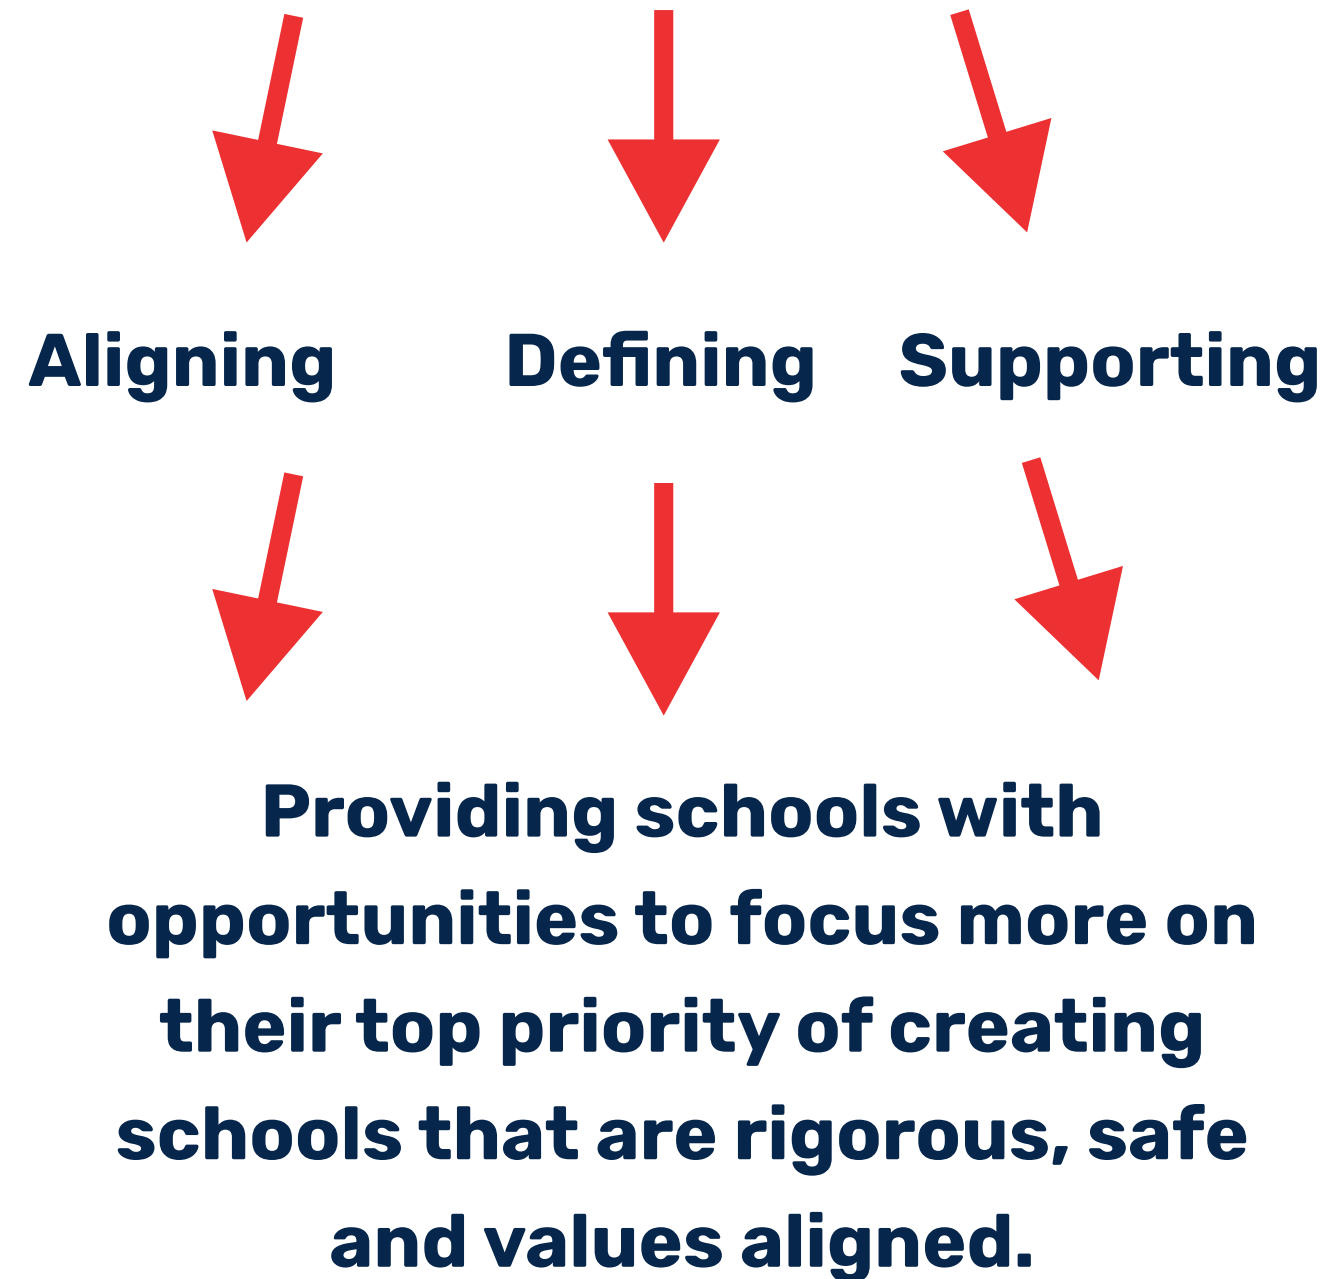 Aligning Defining Supporting
Providing schools with
opportunities to focus more on
their top priority of creating
schools that are rigorous, safe
and values aligned.